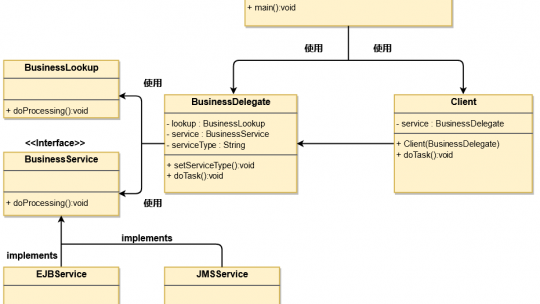 + main():void
使用
使用
BusinessLookup
+ doProcessing():void
使用
BusinessDelegate
- lookup : BusinessLookup
- service : BusinessService
- serviceType : String
+ setServiceType():void
+ doTask():void
Client
- service : BusinessDelegate
+ Client(BusinessDelegate)
+ doTask():void
<<Interface>>
BusinessService
+ doProcessing():void
使用
implements
implements
EJBService
JMSService